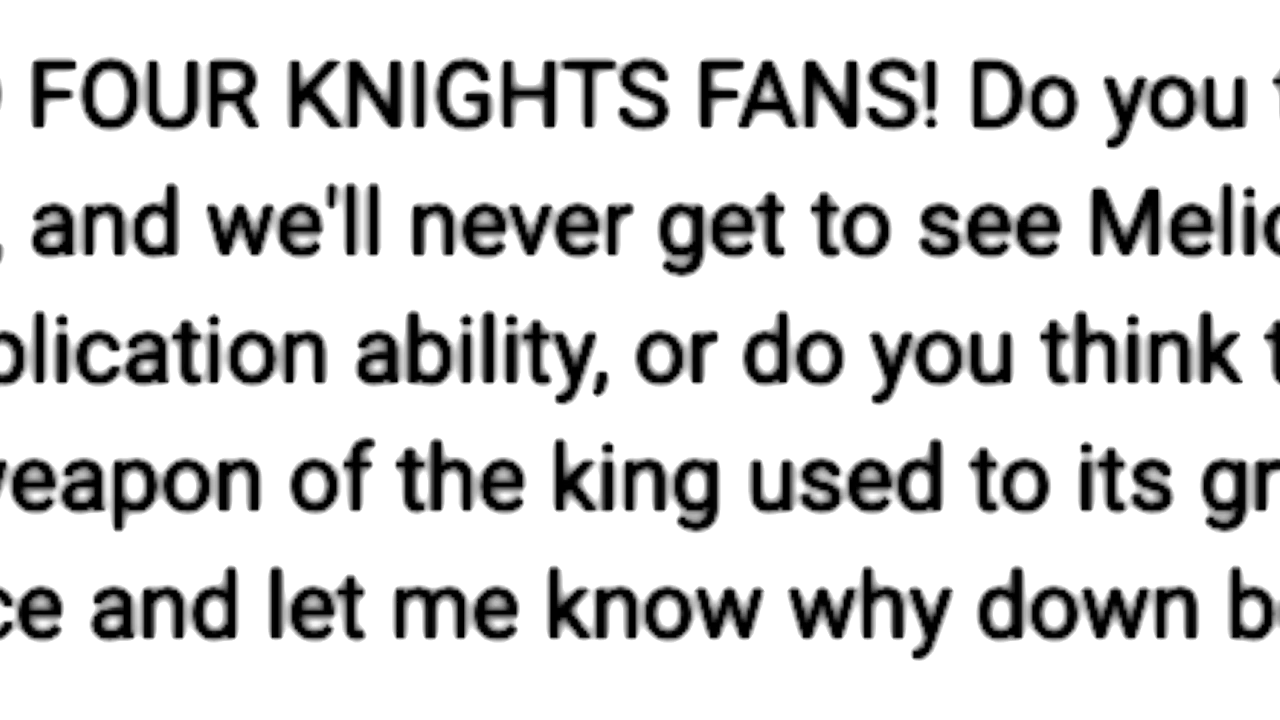 FOUR KNIGHTS FANS! Do you
and we'll never get to see
ability, or do you think
of the king used to its
and let me know why down